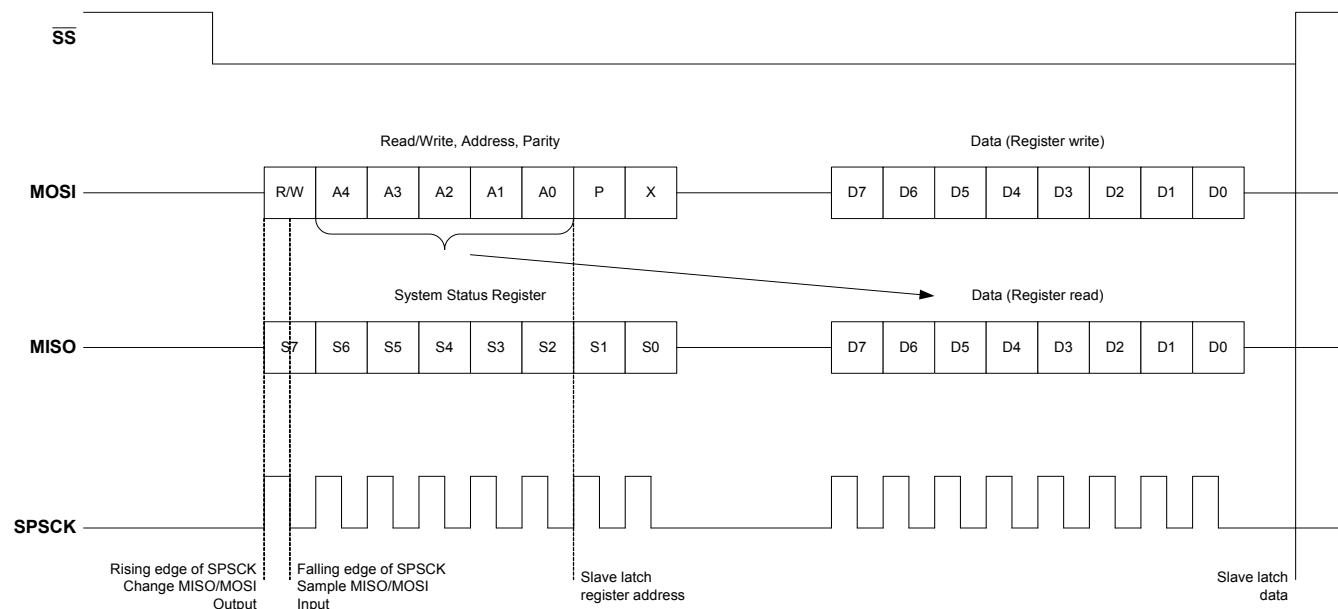 SS
Read/Write, Address, Parity
Data (Register write)
MOSI
R/W A4 A3 A2 A1 A0 P X
D7 D6 D5 D4 D3 D2 D1 D0
System Status Register
Data (Register read)
MISO
S7 S6 S5 S4 S3 S2 S1 S0
D7 D6 D5 D4 D3 D2 D1 D0
SPSCK
Rising edge of SPSCK
Change MISO/MOSI
Output
Falling edge of SPSCK
Sample MISO/MOSI
Input
Slave latch
register address
Slave latch
data